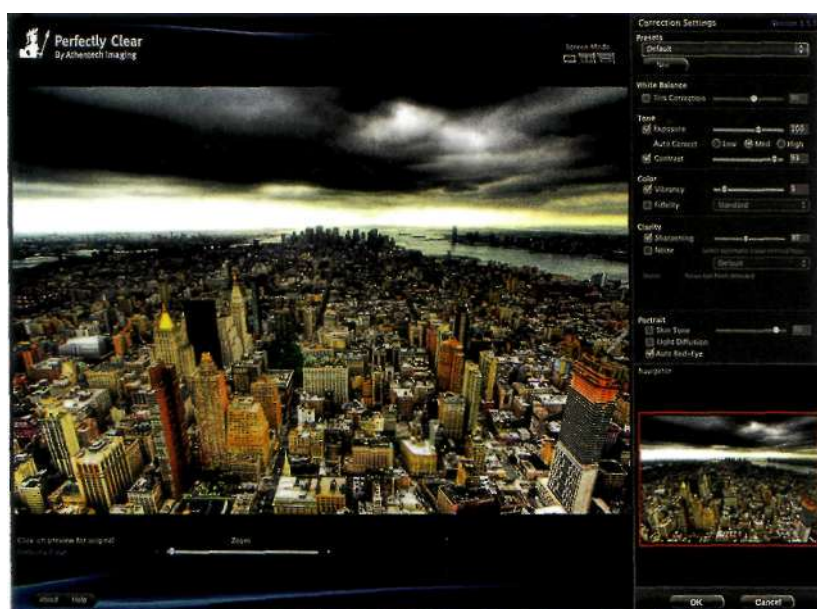 Perfectly Clear
By Athentech Imaging
Screen Mode
Correction Settings
Version
Presets
Default
White Balance
Tint Correction
Tone
Exposure 100
Auto Correct Low Med High
Contrast
Color
Vibrancy 5
Fidelity Standard
Clarity
Sharpening
Noise
Default
Portrait
Skin Tone
Light Diffusion
Auto Red-Eye
Navigator
Click on preview for original
Zoom
About Help
OK Cancel